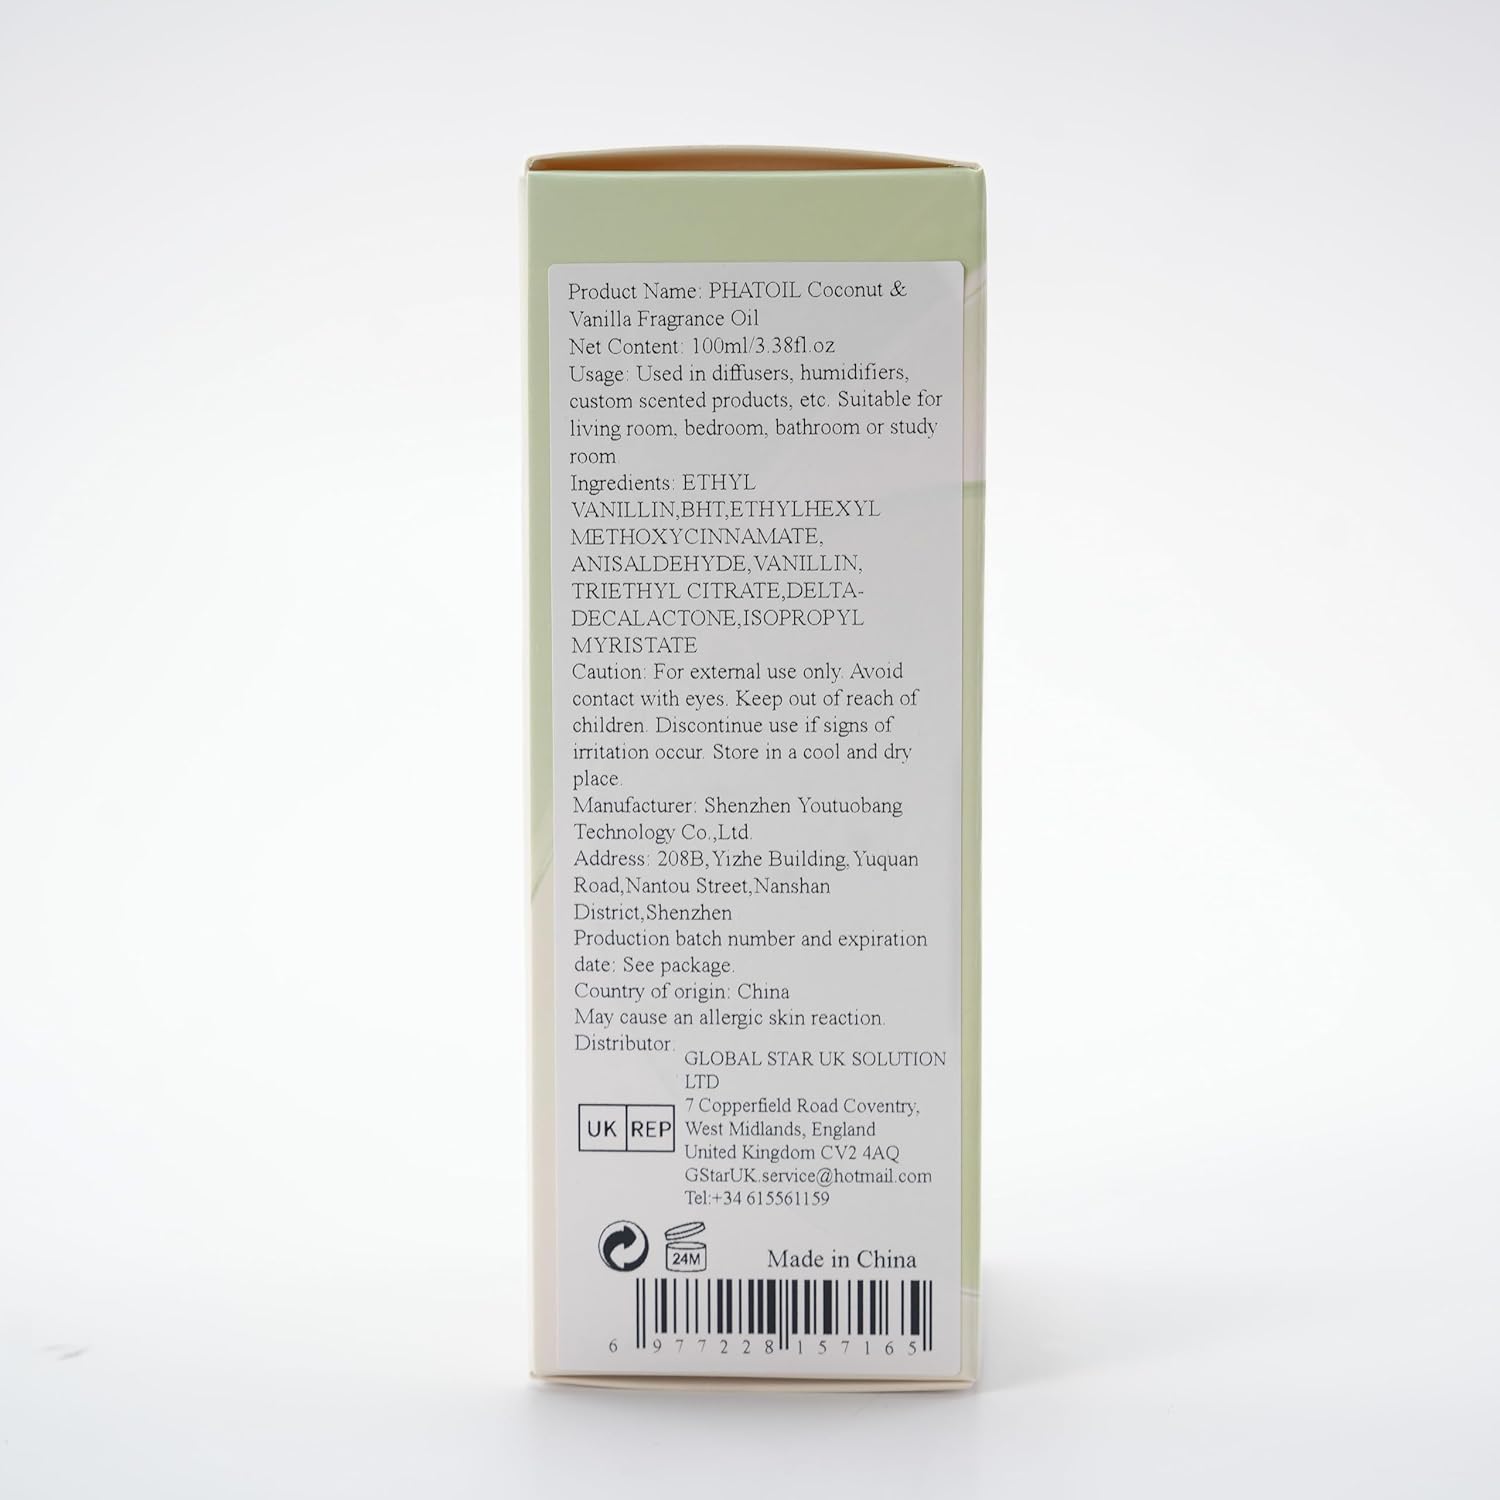 Product Name: PHATOIL Coconut &
Vanilla Fragrance Oil
Net Content: 100ml/3.38fl.oz
Usage: Used in diffusers, humidifiers,
custom scented products, etc. Suitable for
living room, bedroom, bathroom or study
room.
Ingredients: ETHYL
VANILLIN,BHT,ETHYLHEXYL
METHOXYCINNAMATE,
ANISALDEHYDE,VANILLIN,
TRIETHYL CITRATE,DELTA-
DECALACTONE,ISOPROPYL
MYRISTATE
Caution: For external use only. Avoid
contact with eyes. Keep out of reach of
children. Discontinue use if signs of
irritation occur. Store in a cool and dry
place.
Manufacturer: Shenzhen Youtuobang
Technology Co.,Ltd.
Address: 208B,Yizhe Building,Yuquan
Road,Nantou Street,Nanshan
District,Shenzhen
Production batch number and expiration
date: See package.
Country of origin: China
May cause an allergic skin reaction.
Distributor:
GLOBAL STAR UK SOLUTION
LTD
7 Copperfield Road Coventry,
West Midlands, England
United Kingdom CV2 4AQ
GStarUK.service@hotmail.com
Tel:+34 615561159
UK REP
24M
Made in China
6 977228 157165